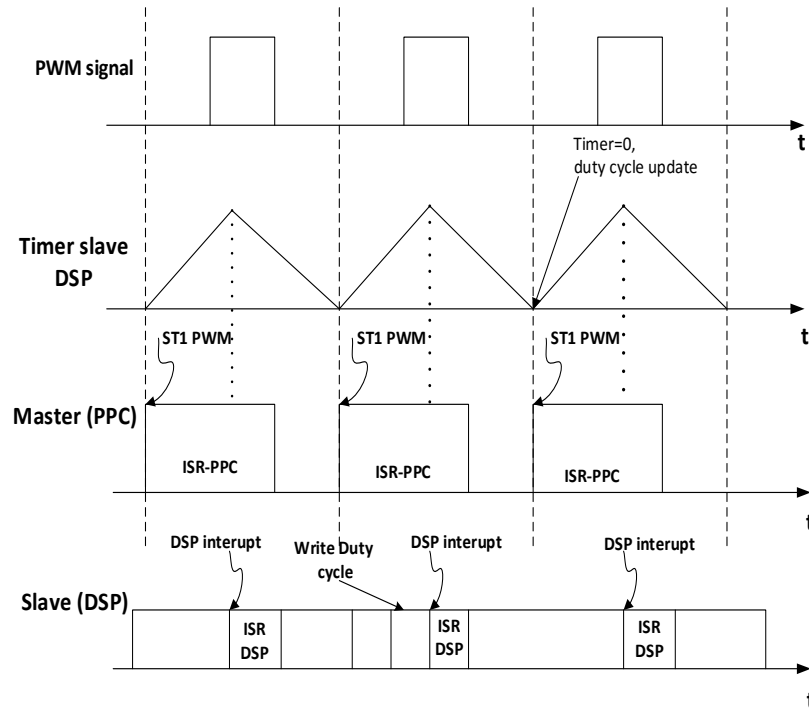 PWM signal
t
Timer=0,
duty cycle update
Timer slave
DSP
t
ST1 PWM
ST1 PWM
ST1 PWM
Master (PPC)
ISR-PPC
ISR-PPC
ISR-PPC
t
DSP interupt
Write Duty
cycle
DSP interupt
DSP interupt
Slave (DSP)
ISR
DSP
ISR
DSP
ISR
DSP
t